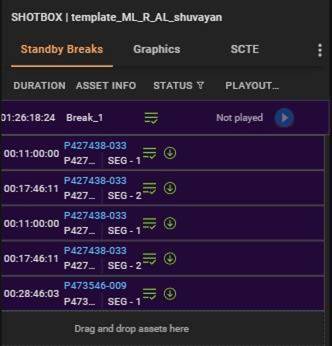 SHOTBOX | template_ML_R_AL_shuvayan
Standby Breaks Graphics SCTE
DURATION ASSET INFO STATUS PLAYOUT...
01:26:18:24 Break_1 Not played
00:11:00:00 P427438-033
P427... SEG - 1
00:17:46:11 P427438-033
P427... SEG - 2
00:11:00:00 P427438-033
P427... SEG - 1
00:17:46:11 P427438-033
P427... SEG - 2
00:28:46:03 P473546-009
P473... SEG - 1
Drag and drop assets here